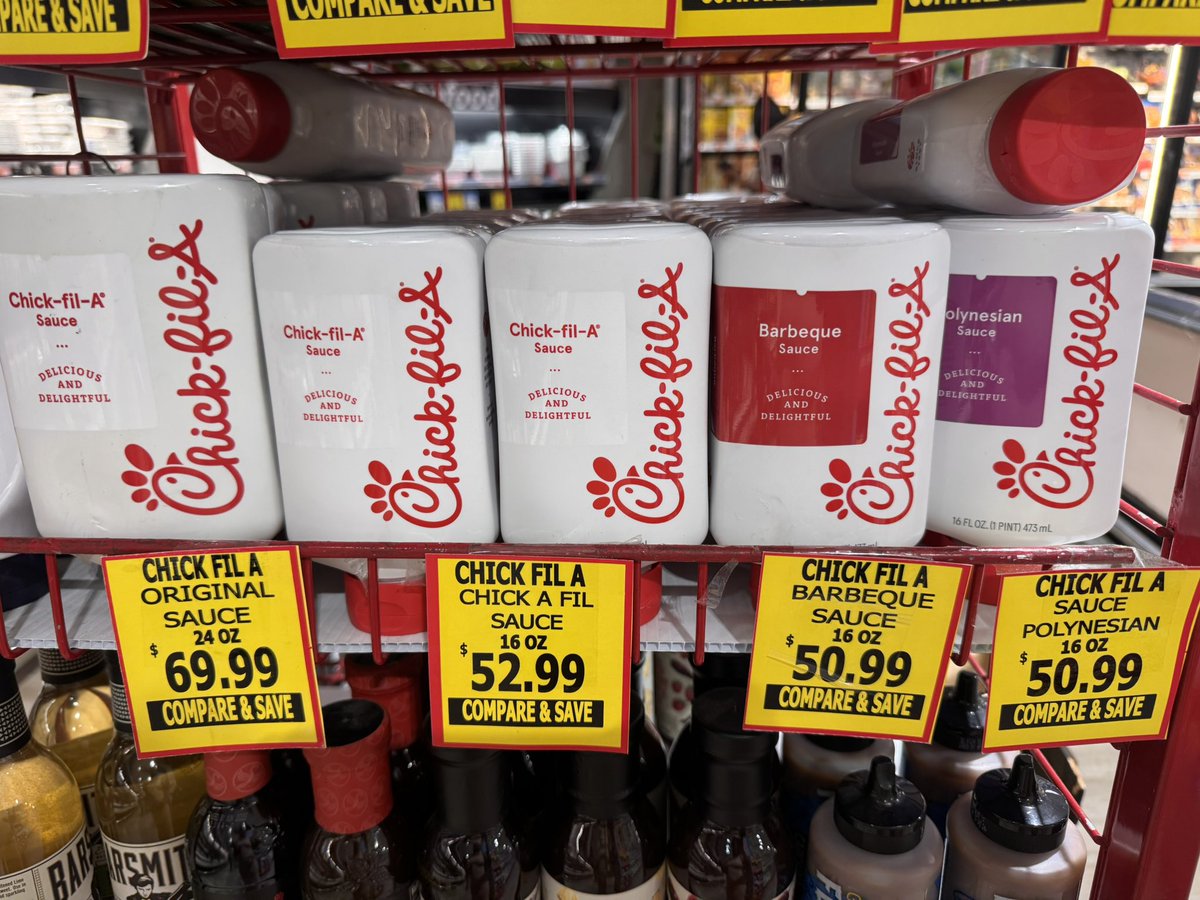 COMPARE & SAVE
Chick-fil-A®
Sauce
...
DELICIOUS
AND
DELIGHTFUL
Chick-fil-A®
Chick-fil-A®
Sauce
...
DELICIOUS
AND
DELIGHTFUL
Chick-fil-A®
Chick-fil-A®
Sauce
...
DELICIOUS
AND
DELIGHTFUL
Chick-fil-A®
Barbeque
Sauce
...
DELICIOUS
AND
DELIGHTFUL
Chick-fil-A®
olynesian
Sauce
...
DELICIOUS
AND
DELIGHTFUL
Chick-fil-A®
16 FL OZ. (1 PINT) 473 mL
CHICK FIL A
ORIGINAL
SAUCE
24 OZ
$69.99
COMPARE & SAVE
CHICK FIL A
CHICK A FIL
SAUCE
16 OZ
$52.99
COMPARE & SAVE
CHICK FIL A
BARBEQUE
SAUCE
16 OZ
$50.99
COMPARE & SAVE
CHICK FIL A
SAUCE
POLYNESIAN
16 OZ
$50.99
COMPARE & SAVE